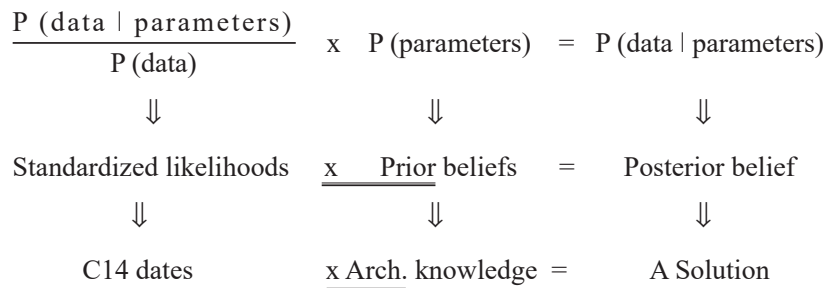 P (data | parameters)
P (data)
x P (parameters) = P (data | parameters)
⇓ ⇓ ⇓
Standardized likelihoods x Prior beliefs = Posterior belief
⇓ ⇓ ⇓
C14 dates x Arch. knowledge = A Solution